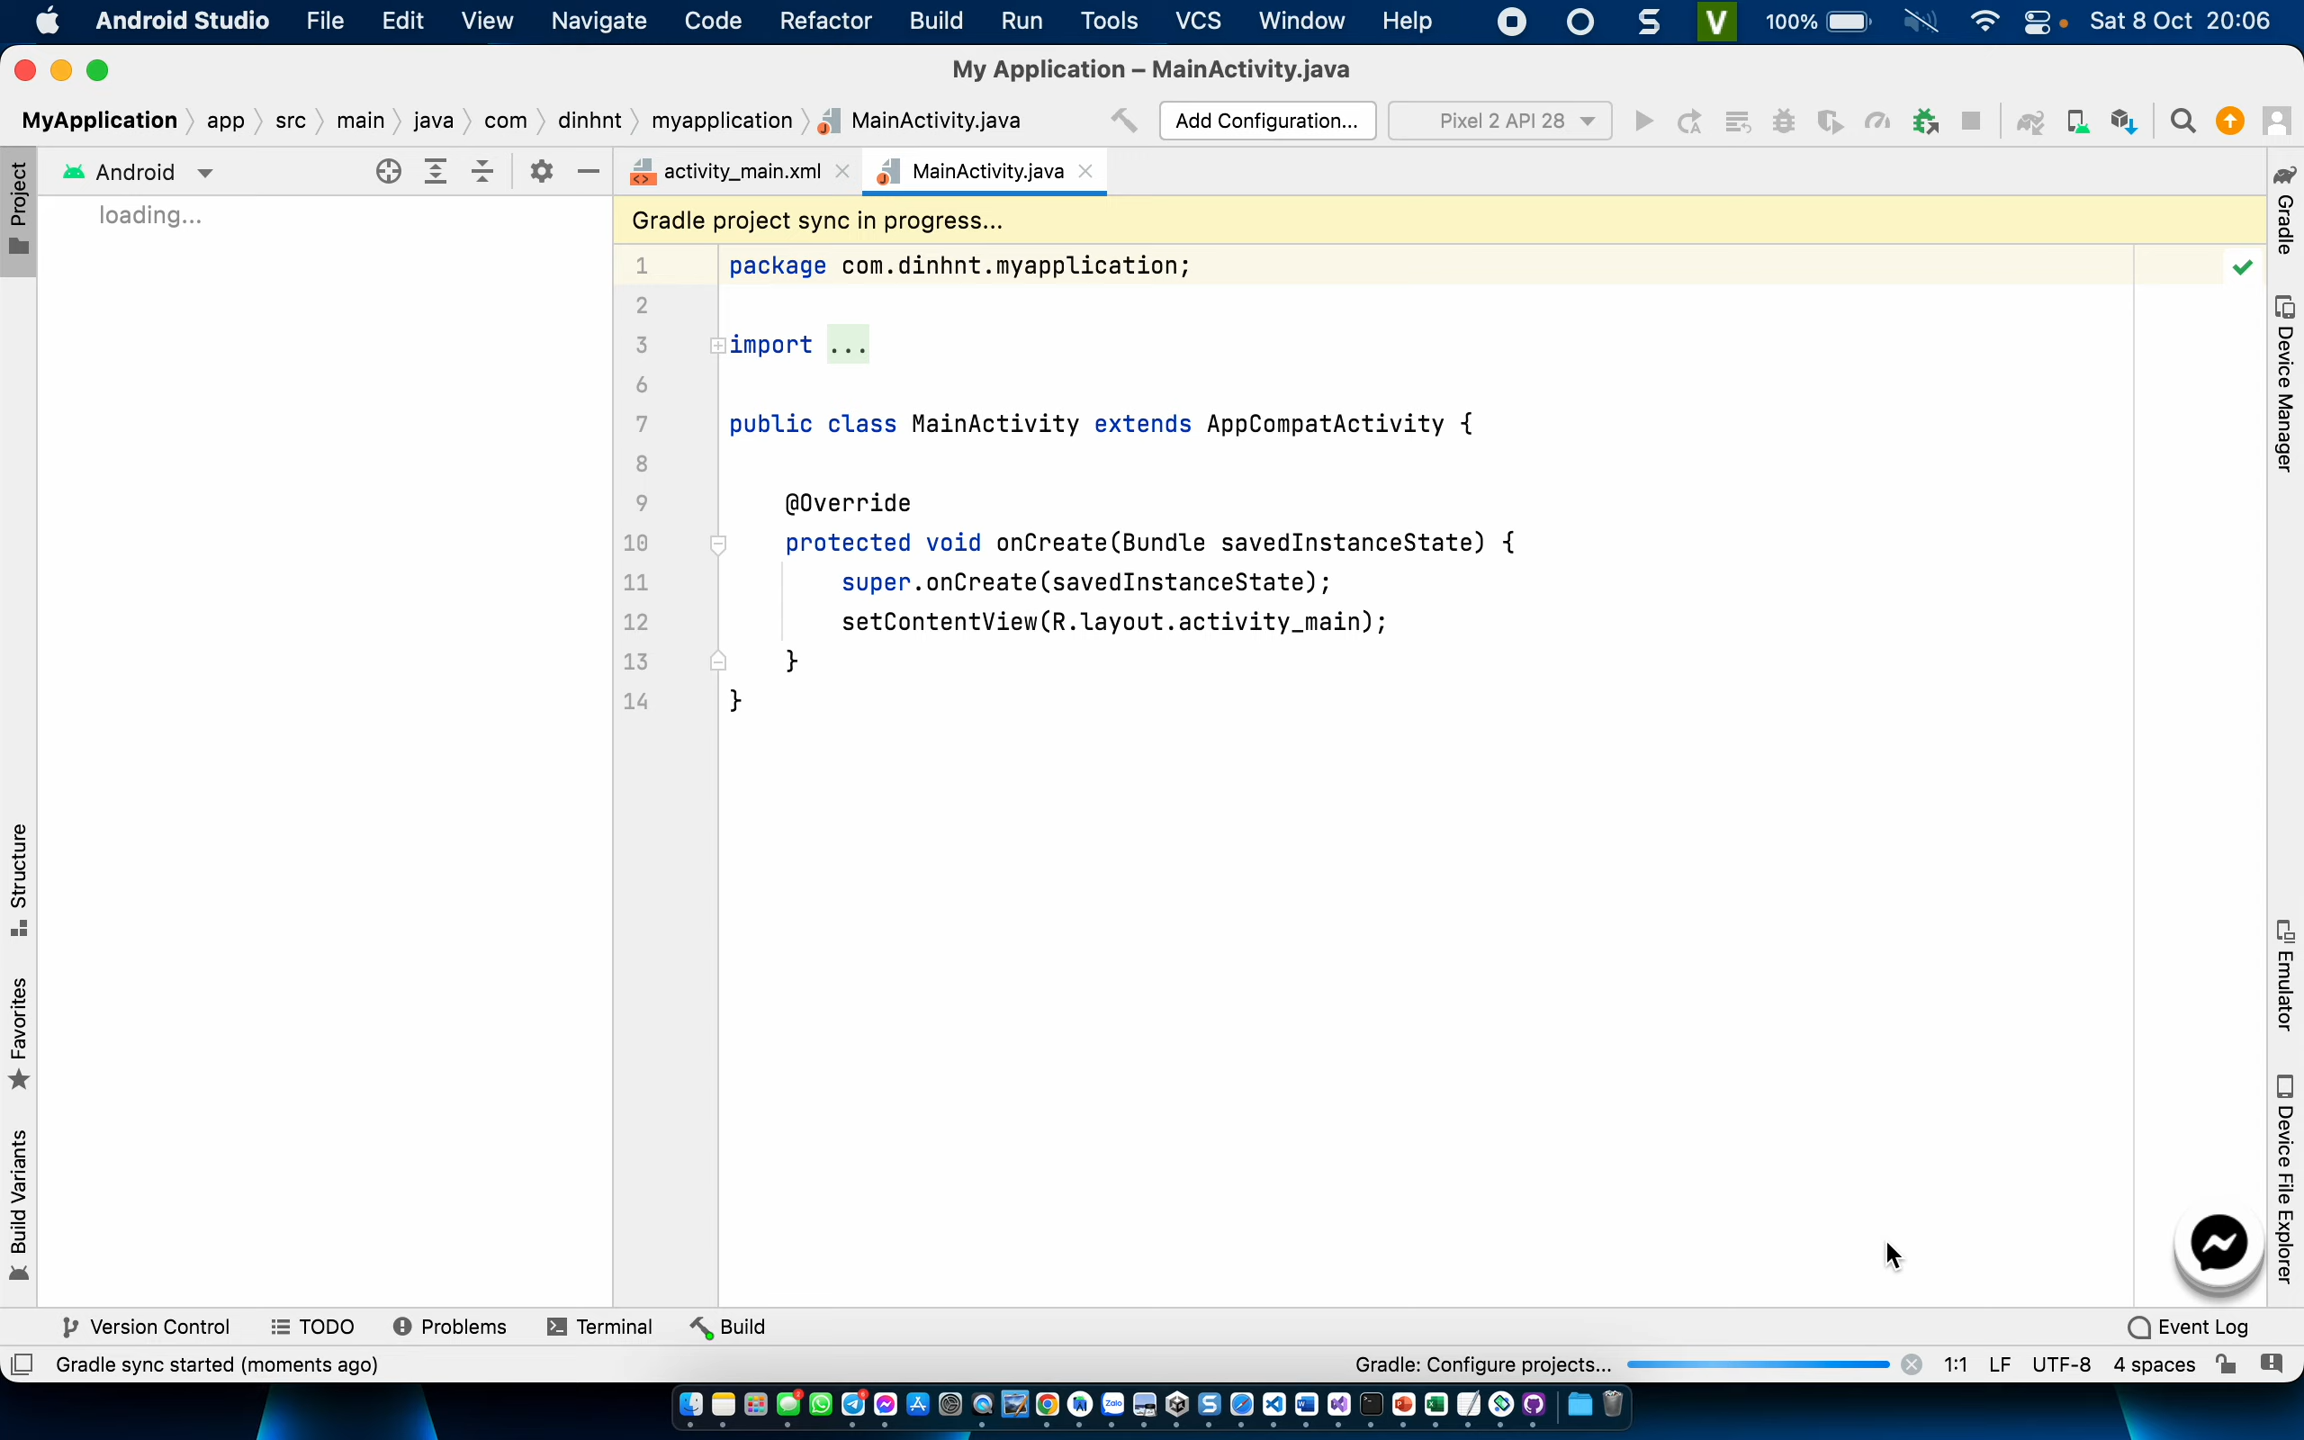 Android Studio File Edit View Navigate Code Refactor Build Run Tools VCS Window Help S V 100% Sat 8 Oct 20:06
My Application – MainActivity.java
MyApplication app src main java com dinhnt myapplication MainActivity.java Add Configuration... Pixel 2 API 28
Project
Android
activity_main.xml MainActivity.java
loading...
Gradle project sync in progress...
1 package com.dinhnt.myapplication;
2
3 import ...
6
7 public class MainActivity extends AppCompatActivity {
8
9 @Override
10 protected void onCreate(Bundle savedInstanceState) {
11 super.onCreate(savedInstanceState);
12 setContentView(R.layout.activity_main);
13 }
14 }
Structure
Favorites
Build Variants
Gradle
Device Manager
Emulator
Device File Explorer
Version Control TODO Problems Terminal Build Event Log
Gradle sync started (moments ago) Gradle: Configure projects... 1:1 LF UTF-8 4 spaces
Zalo